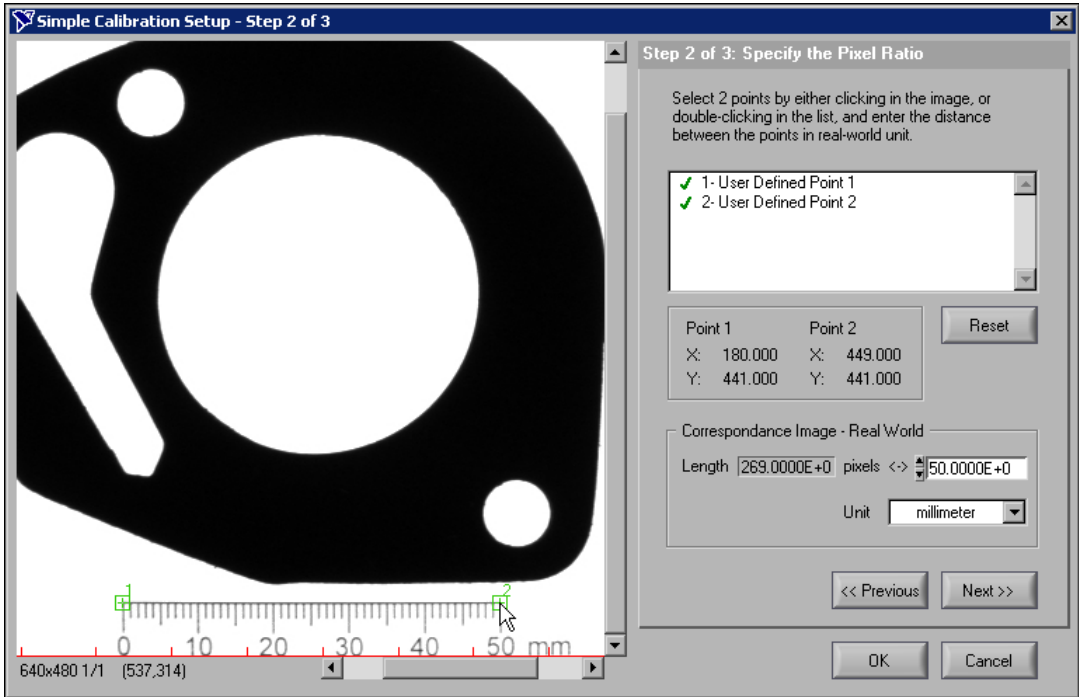 Simple Calibration Setup - Step 2 of 3
Step 2 of 3: Specify the Pixel Ratio
Select 2 points by either clicking in the image, or
double-clicking in the list, and enter the distance
between the points in real-world unit.
1- User Defined Point 1
2- User Defined Point 2
Point 1 Point 2
X: 180.000 X: 449.000
Y: 441.000 Y: 441.000
Reset
Correspondance Image - Real World
Length 269.0000E+0 pixels <-> 50.0000E+0
Unit millimeter
<< Previous Next >>
OK Cancel
1 2
0 10 20 30 40 50 mm
640x480 1/1 (537,314)